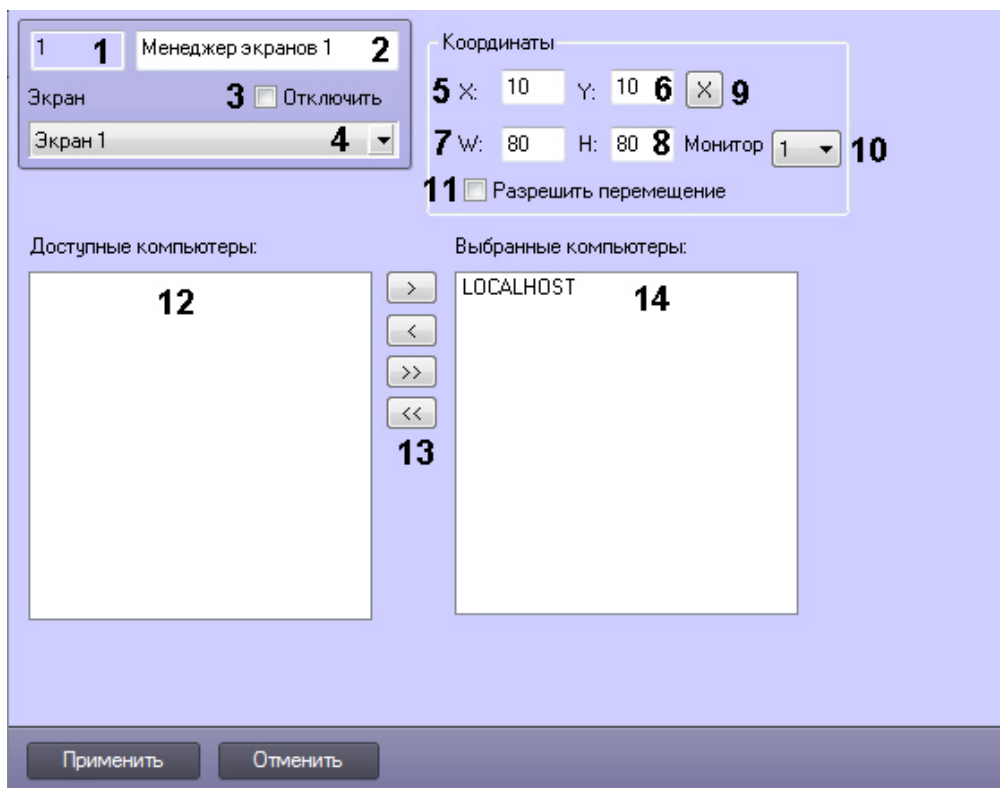 1 1 Менеджер экранов 1 2
Экран 3 Отключить
Экран 1 4
Координаты
5 X: 10 Y: 10 6 X 9
7 W: 80 H: 80 8 Монитор 1 10
11 Разрешить перемещение
Доступные компьютеры:
12
>
<
>>
<<
13
Выбранные компьютеры:
LOCALHOST 14
Применить Отменить